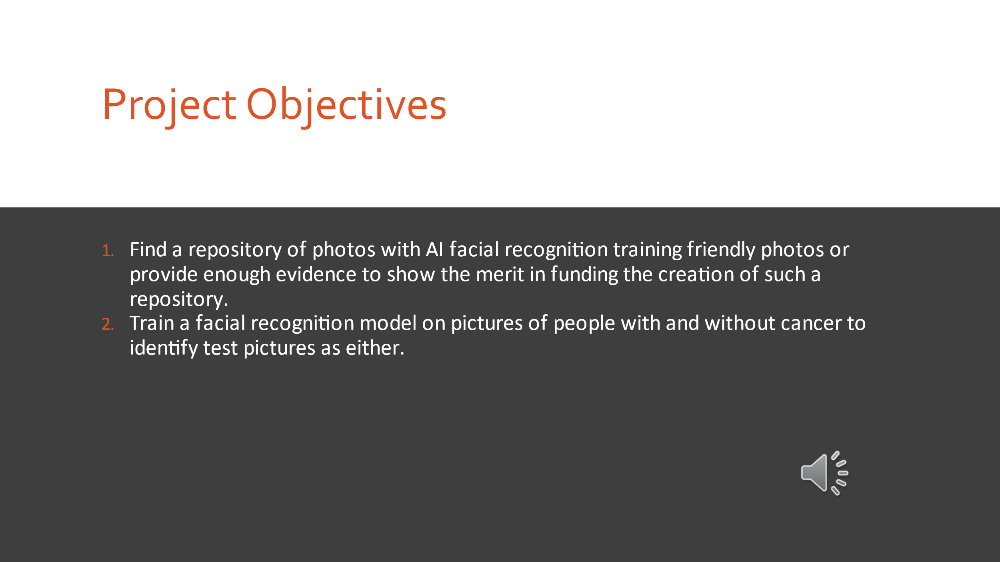 Project Objectives
1. Find a repository of photos with AI facial recognition training friendly photos or
provide enough evidence to show the merit in funding the creation of such a
repository.
2. Train a facial recognition model on pictures of people with and without cancer to
identify test pictures as either.